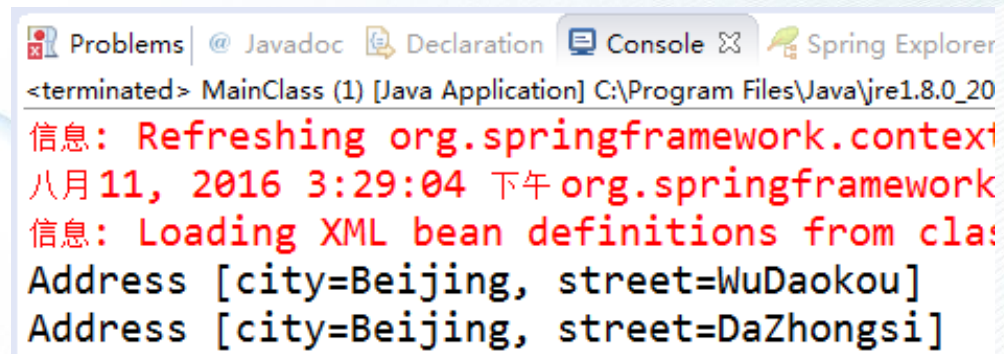 Problems @ Javadoc Declaration Console Spring Explorer
<terminated> MainClass (1) [Java Application] C:\Program Files\Java\jre1.8.0_20
信息: Refreshing org.springframework.context
八月 11, 2016 3:29:04 下午 org.springframework
信息: Loading XML bean definitions from clas
Address [city=Beijing, street=WuDaokou]
Address [city=Beijing, street=DaZhongsi]